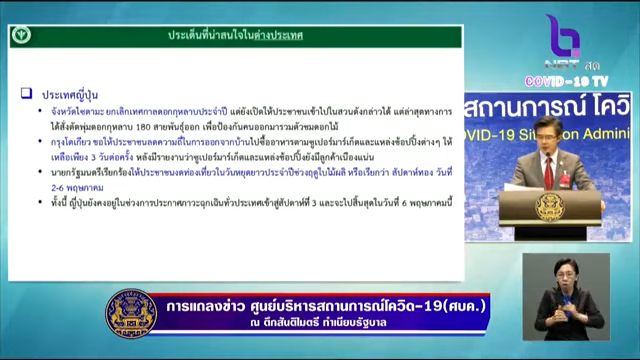 ประเด็นที่น่าสนใจในต่างประเทศ
NBT สด
COVID-19 TV
ประเทศญี่ปุ่น
จังหวัดไซตามะ ยกเลิกเทศกาลดอกกุหลาบประจำปี แต่ยังเปิดให้ประชาชนเข้าไปในสวนดังกล่าวได้ แต่ล่าสุดทางการ
ได้สั่งตัดพุ่มดอกกุหลาบ 180 สายพันธุ์ออก เพื่อป้องกันคนออกมารวมตัวชมดอกไม้
กรุงโตเกียว ขอให้ประชาชนลดความถี่ในการออกจากบ้านไปซื้ออาหารตามซูเปอร์มาร์เก็ตและแหล่งช้อปปิ้งต่างๆ ให้
เหลือเพียง 3 วันต่อครั้ง หลังมีรายงานว่าซูเปอร์มาร์เก็ตและแหล่งช้อปปิ้งยังมีลูกค้าเนืองแน่น
นายกรัฐมนตรีเรียกร้องให้ประชาชนงดท่องเที่ยวในวันหยุดยาวประจำปีช่วงฤดูใบไม้ผลิ หรือเรียกว่า สัปดาห์ทอง วันที่
2-6 พฤษภาคม
ทั้งนี้ ญี่ปุ่นยังคงอยู่ในช่วงการประกาศภาวะฉุกเฉินทั่วประเทศเข้าสู่สัปดาห์ที่ 3 และจะไปสิ้นสุดในวันที่ 6 พฤษภาคมนี้
สถานการณ์ โควิ
OVID-19 Sit on Admini
การแถลงข่าว ศูนย์บริหารสถานการณ์โควิด-19(ศบค.)
ณ ตึกสันติไมตรี ทำเนียบรัฐบาล